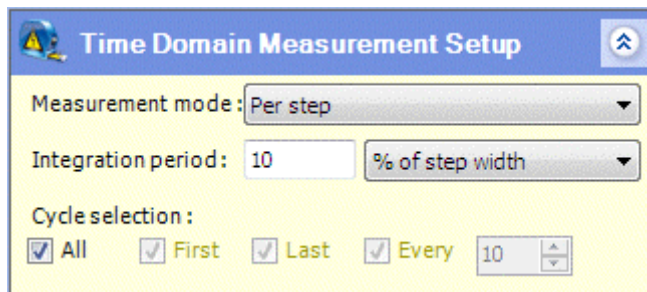 Time Domain Measurement Setup
Measurement mode: Per step
Integration period: 10 % of step width
Cycle selection:
All First Last Every 10